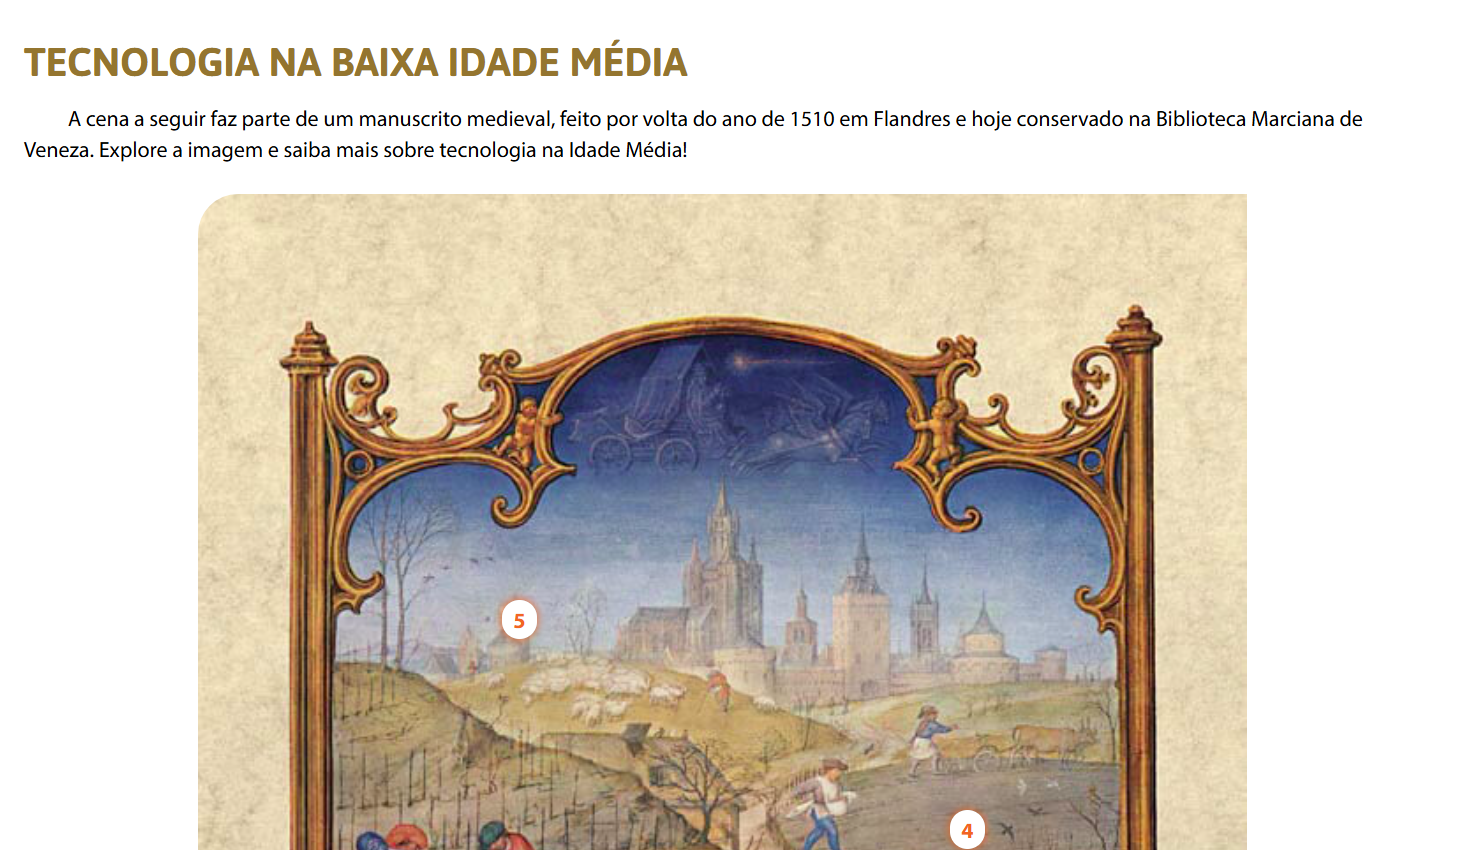 TECNOLOGIA NA BAIXA IDADE MÉDIA
A cena a seguir faz parte de um manuscrito medieval, feito por volta do ano de 1510 em Flandres e hoje conservado na Biblioteca Marciana de
Veneza. Explore a imagem e saiba mais sobre tecnologia na Idade Média!
5
4